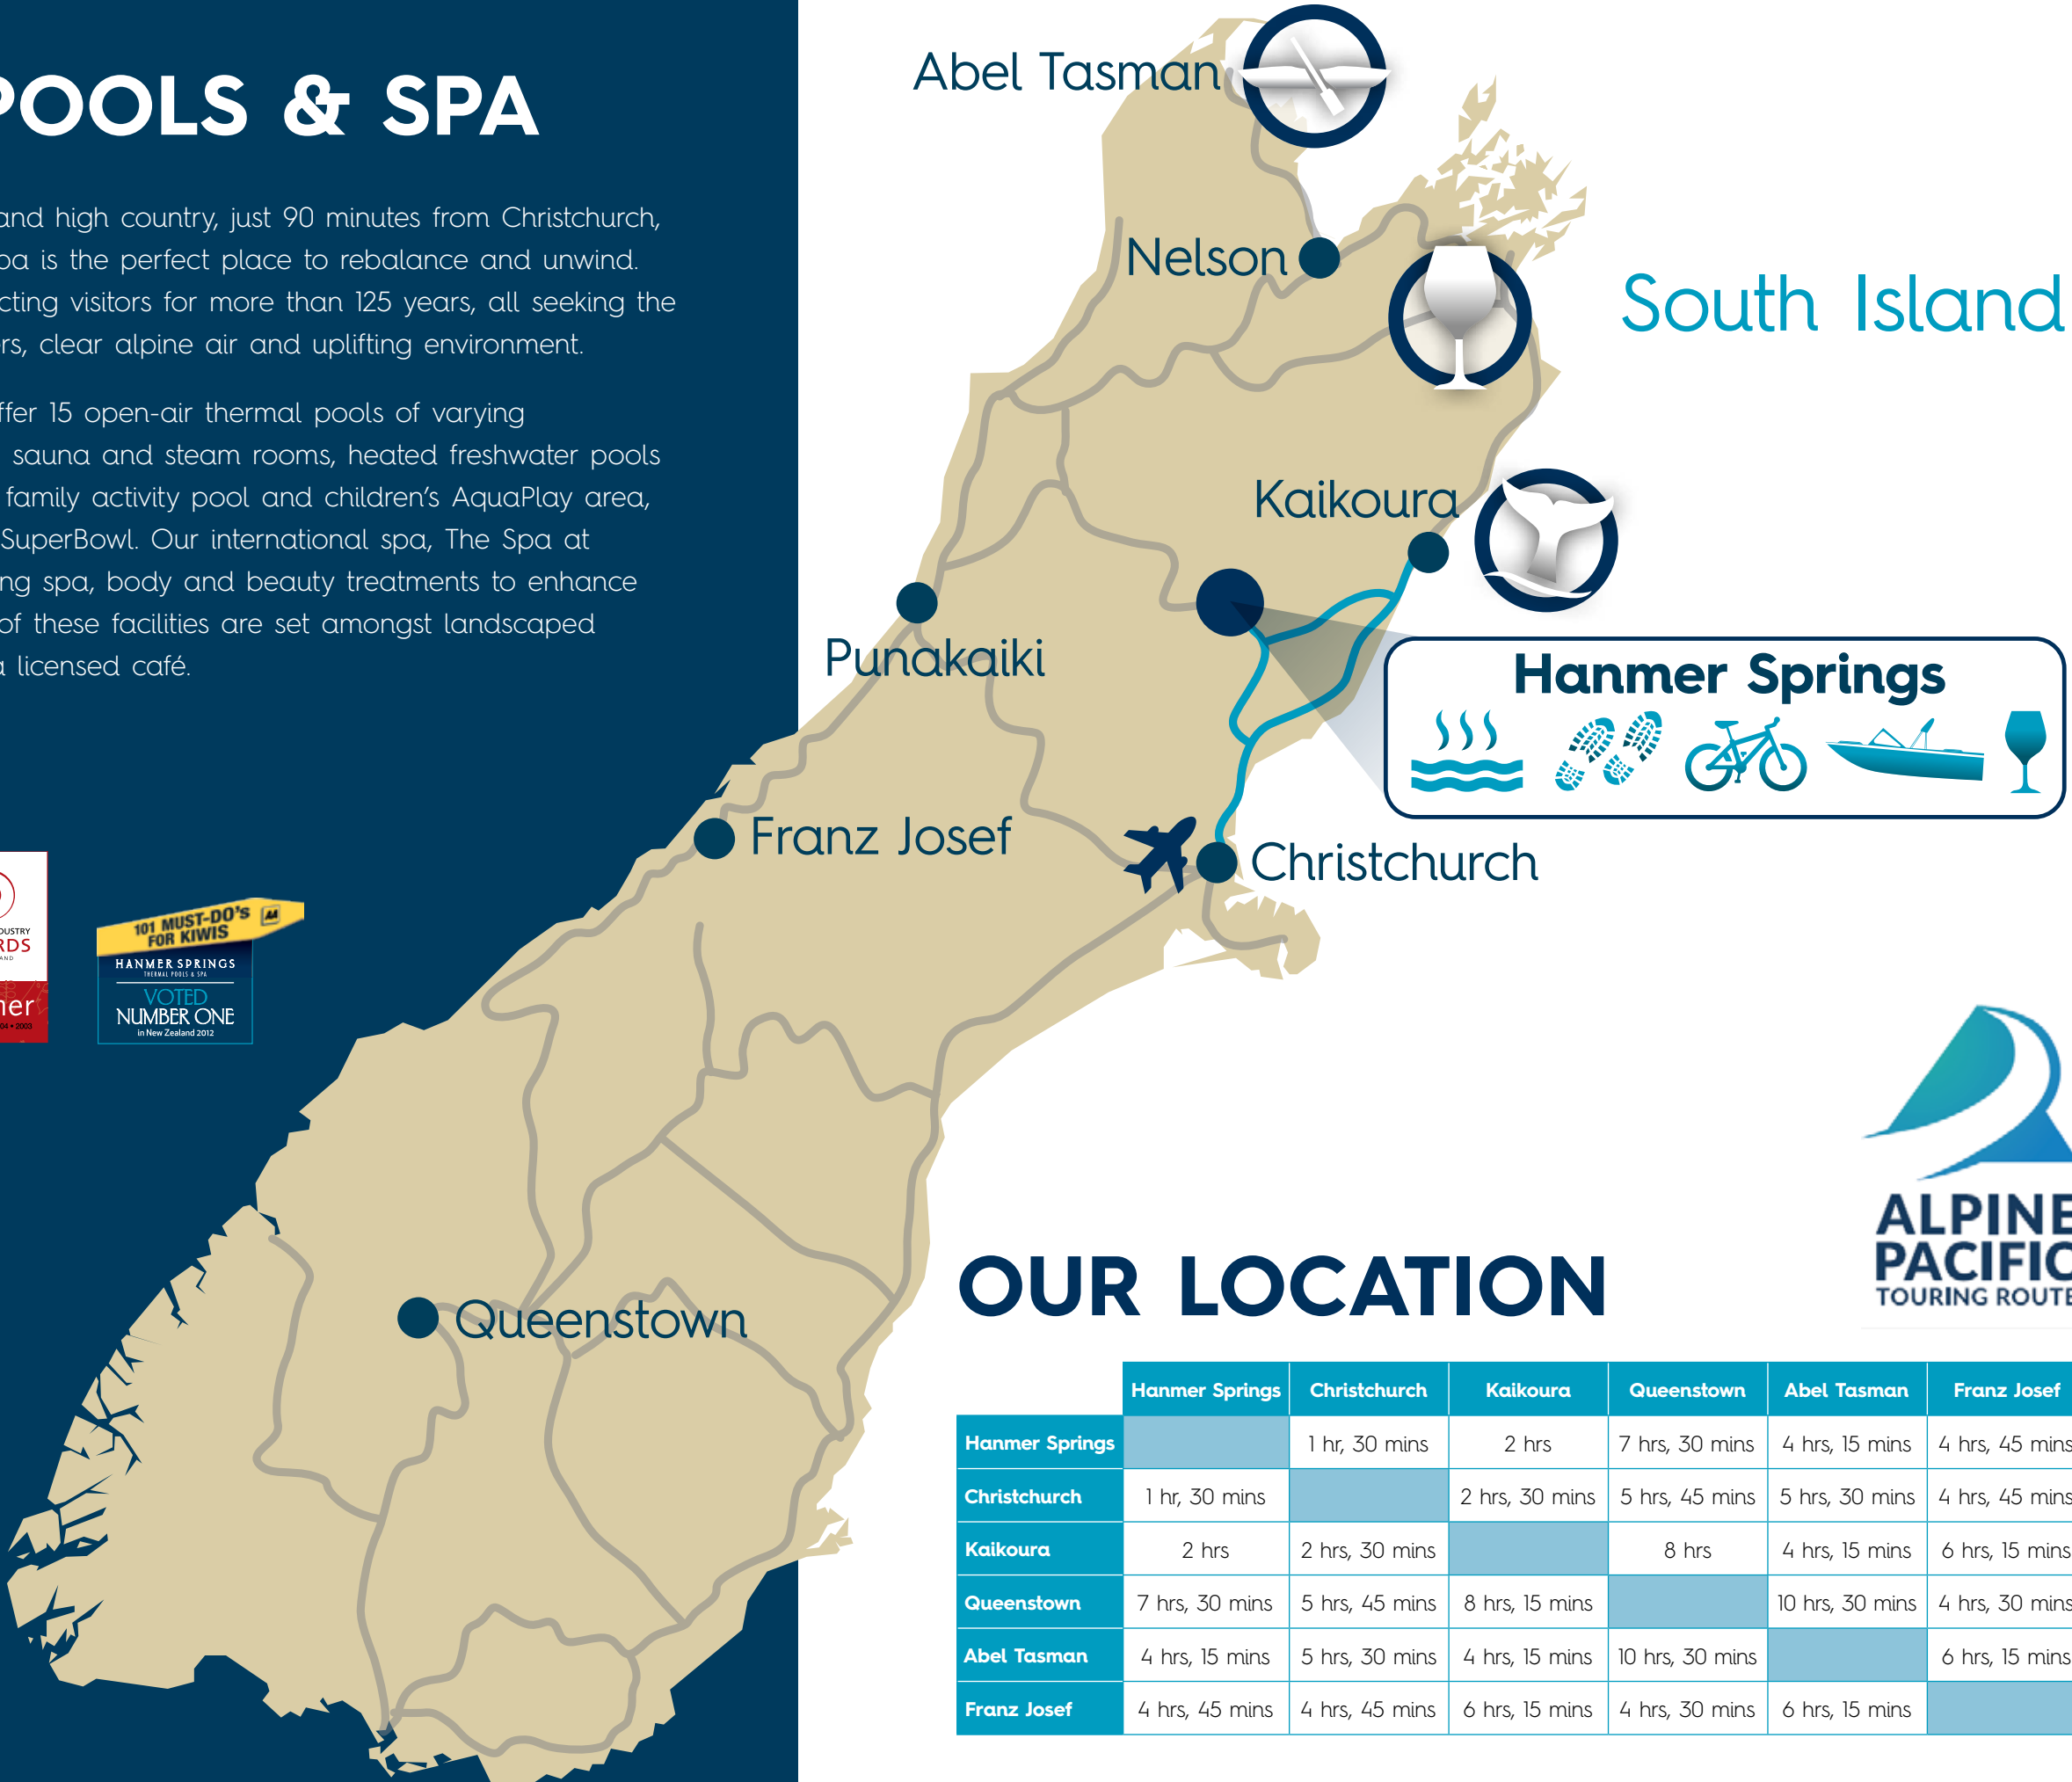 POOLS & SPA
and high country, just 90 minutes from Christchurch,
is the perfect place to rebalance and unwind.
visitors for more than 125 years, all seeking the
clear alpine air and uplifting environment.
15 open-air thermal pools of varying
sauna and steam rooms, heated freshwater pools
family activity pool and children's AquaPlay area,
SuperBowl. Our international spa, The Spa at
spa, body and beauty treatments to enhance
of these facilities are set amongst landscaped
a licensed café.
101 MUST-DO's
FOR KIWIS
AA
HANMER SPRINGS
THERMAL POOLS & SPA
VOTED
NUMBER ONE
in New Zealand 2012
04 • 2003
Abel Tasman
Nelson
South Island
Kaikoura
Punakaiki
Hanmer Springs
Franz Josef
Christchurch
Queenstown
ALPINE
PACIFIC
TOURING ROUTE
OUR LOCATION
Hanmer Springs Christchurch Kaikoura Queenstown Abel Tasman Franz Josef
Hanmer Springs 1 hr, 30 mins 2 hrs 7 hrs, 30 mins 4 hrs, 15 mins 4 hrs, 45 mins
Christchurch 1 hr, 30 mins 2 hrs, 30 mins 5 hrs, 45 mins 5 hrs, 30 mins 4 hrs, 45 mins
Kaikoura 2 hrs 2 hrs, 30 mins 8 hrs 4 hrs, 15 mins 6 hrs, 15 mins
Queenstown 7 hrs, 30 mins 5 hrs, 45 mins 8 hrs, 15 mins 10 hrs, 30 mins 4 hrs, 30 mins
Abel Tasman 4 hrs, 15 mins 5 hrs, 30 mins 4 hrs, 15 mins 10 hrs, 30 mins 6 hrs, 15 mins
Franz Josef 4 hrs, 45 mins 4 hrs, 45 mins 6 hrs, 15 mins 4 hrs, 30 mins 6 hrs, 15 mins